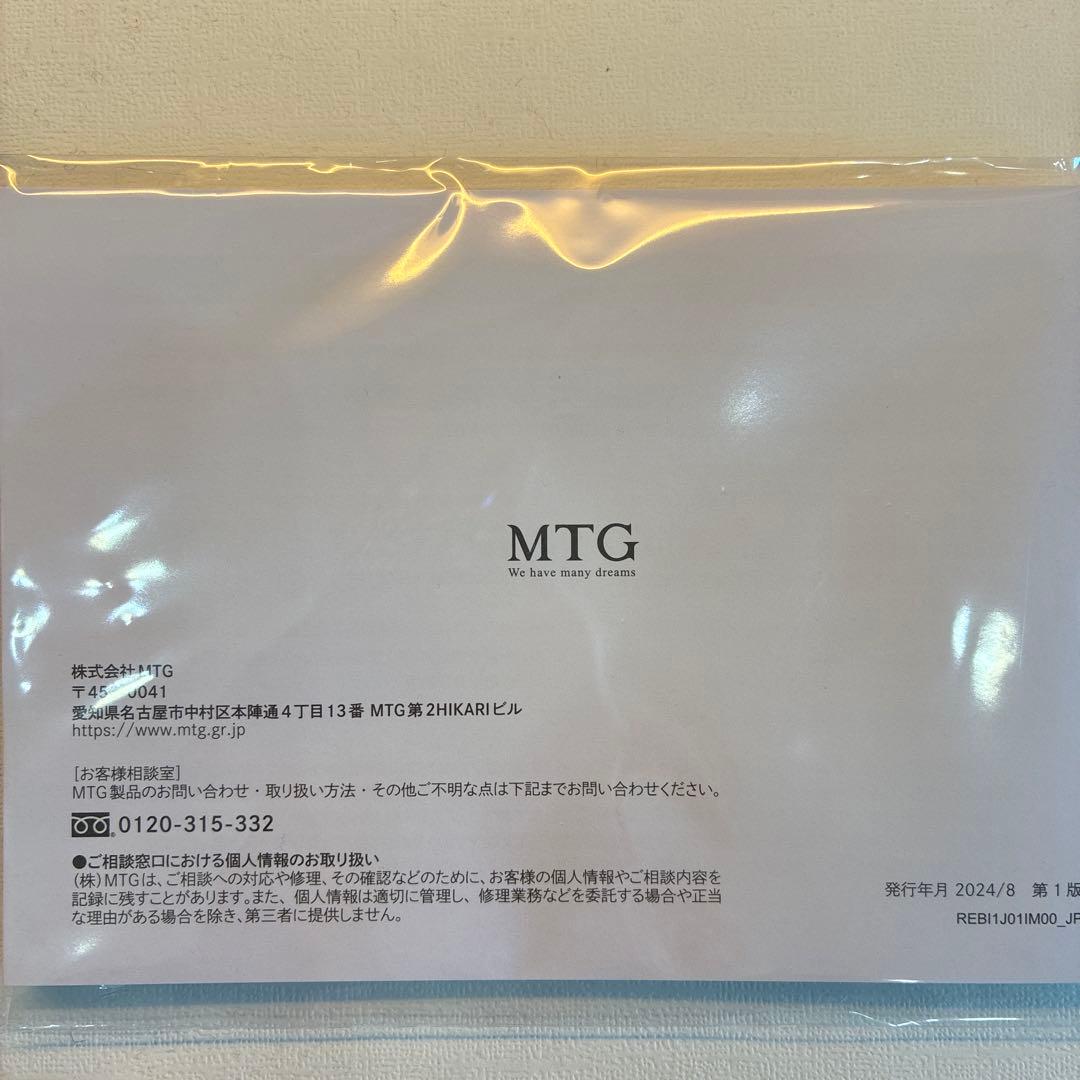 MTG
We have many dreams
株式会社MTG
〒45 0041
愛知県名古屋市中村区本陣通4丁目13番 MTG第2HIKARIビル
https://www.mtg.gr.jp
[お客様相談室]
MTG製品のお問い合わせ・取り扱い方法・その他ご不明な点は下記までお問い合わせください。
0120-315-332
●ご相談窓口における個人情報のお取り扱い
(株)MTGは、ご相談への対応や修理、その確認などのために、お客様の個人情報やご相談内容を
記録に残すことがあります。また、個人情報は適切に管理し、修理業務などを委託する場合や正当
な理由がある場合を除き、第三者に提供しません。
発行年月 2024/8 第1版
REBI1J01IM00_JP